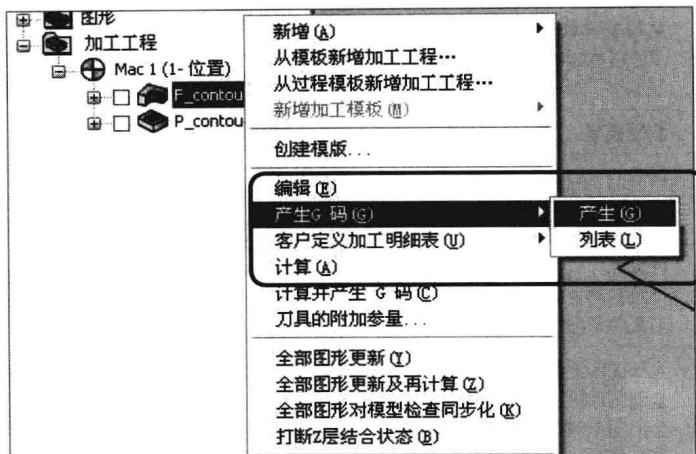 图形
加工工程
Mac 1 (1- 位置)
F_contou
P_contou
新增(A)
从模板新增加工工程…
从过程模板新增加工工程…
新增加工模板(M)
创建模版...
编辑(E)
产生G 码(G)
产生(G)
客户定义加工明细表(U)
列表(L)
计算(A)
计算并产生 G 码(C)
刀具的附加参量...
全部图形更新(Y)
全部图形更新及再计算(Z)
全部图形对模型检查同步化(K)
打断Z层结合状态(B)